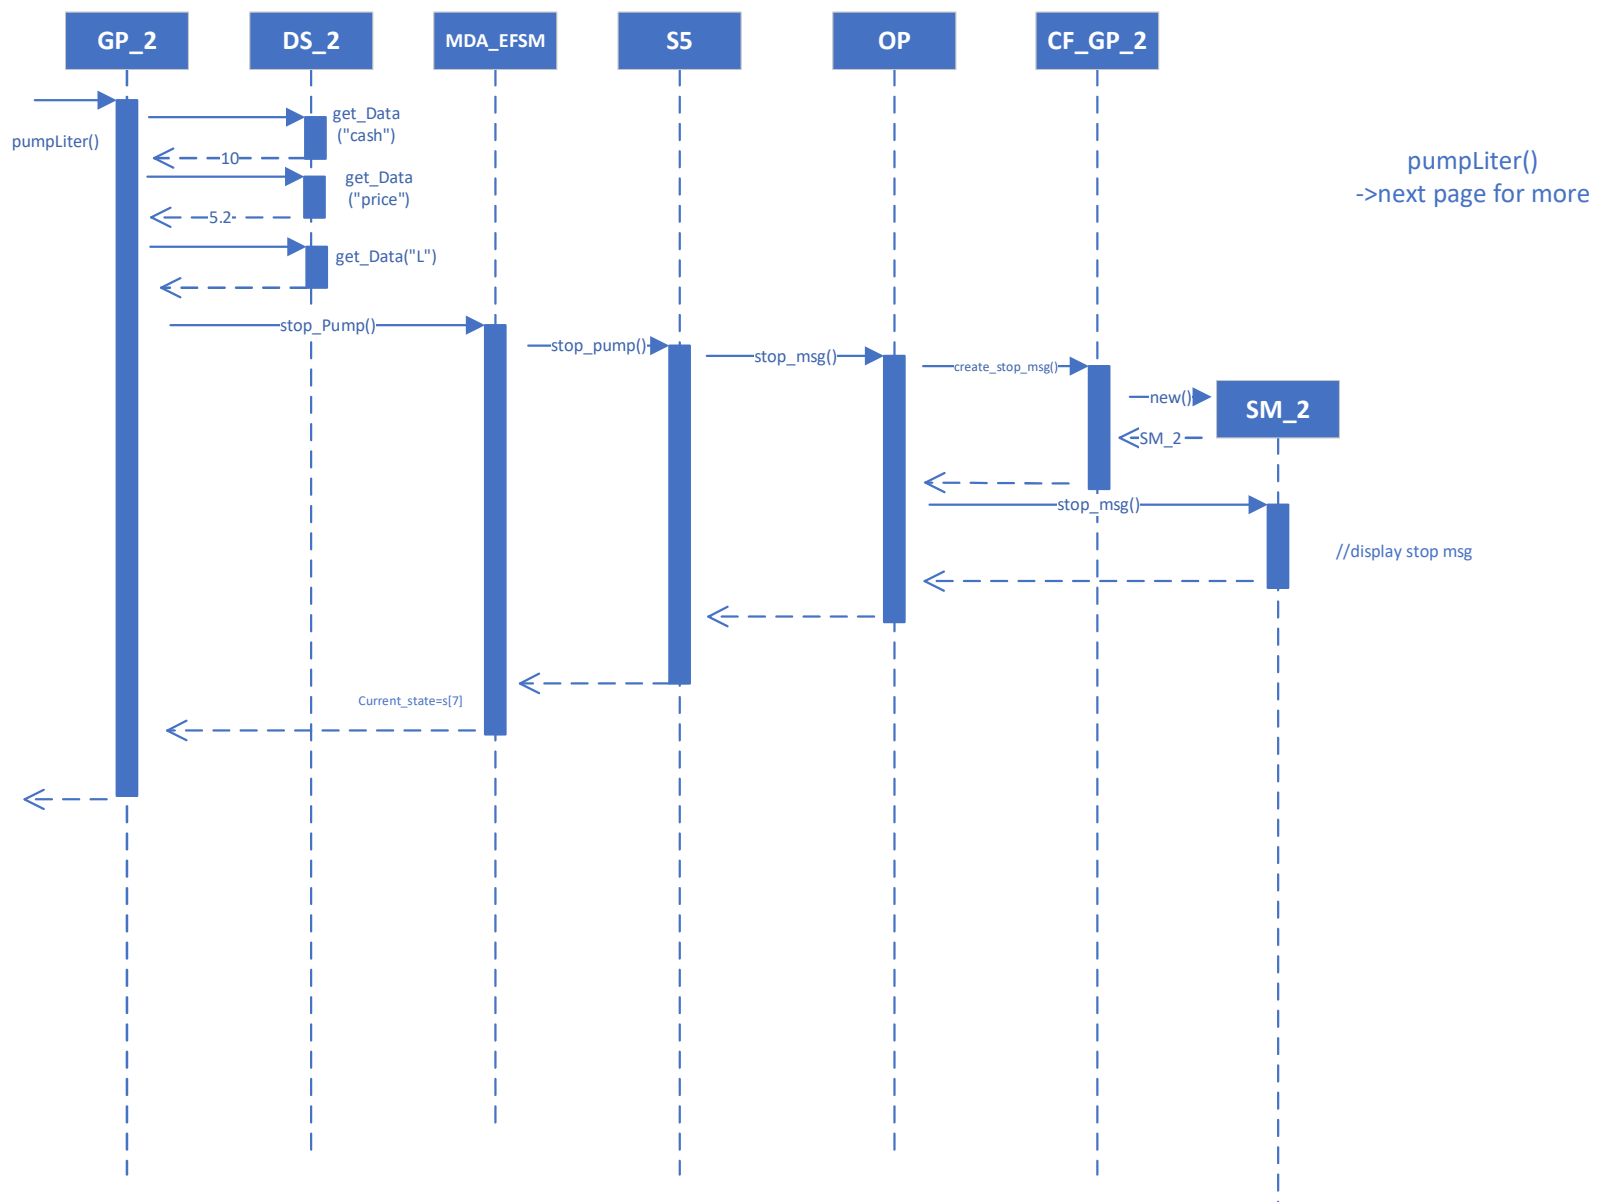 GP_2
DS_2
MDA_EFSM
S5
OP
CF_GP_2
pumpLiter()
get_Data
("cash")
10
get_Data
("price")
5.2
get_Data("L")
pumpLiter()
->next page for more
stop_Pump()
stop_pump()
stop_msg()
create_stop_msg()
new()
SM_2
SM_2
stop_msg()
//display stop msg
Current_state=s[7]